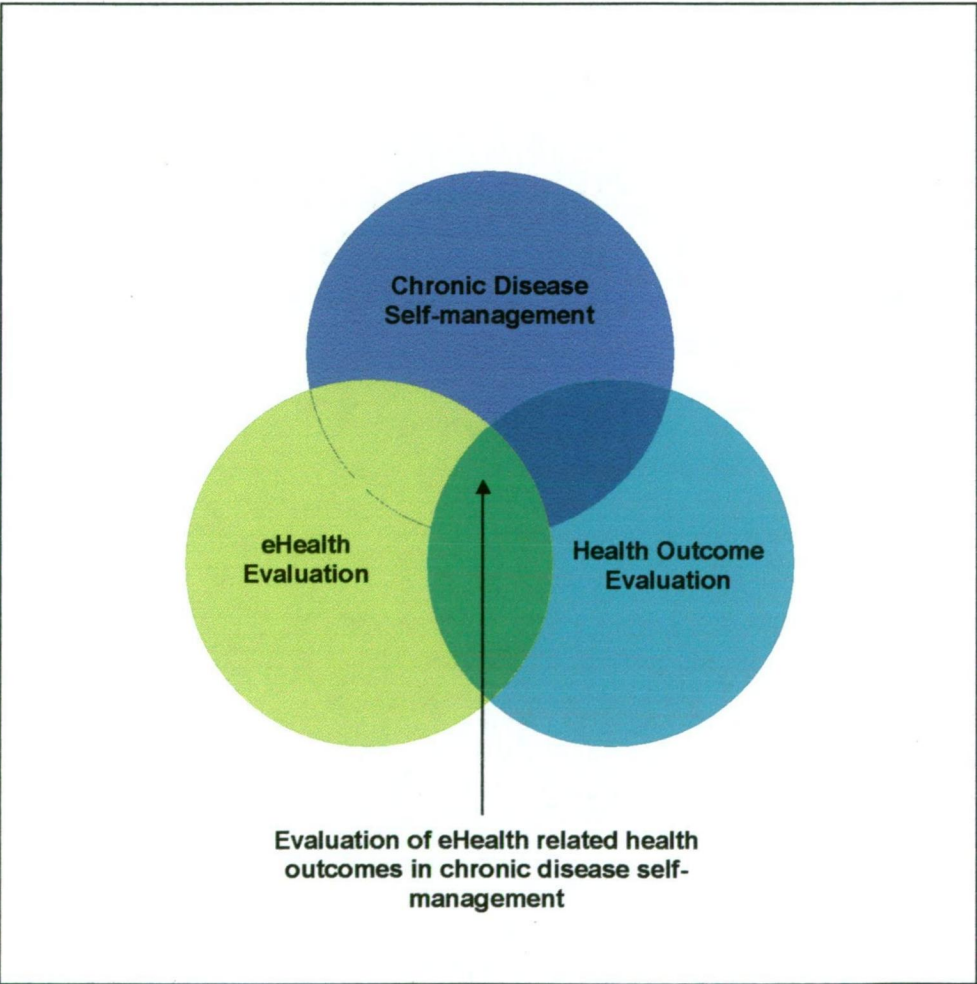 Chronic Disease
Self-management
eHealth
Evaluation
Health Outcome
Evaluation
Evaluation of eHealth related health
outcomes in chronic disease self-
management